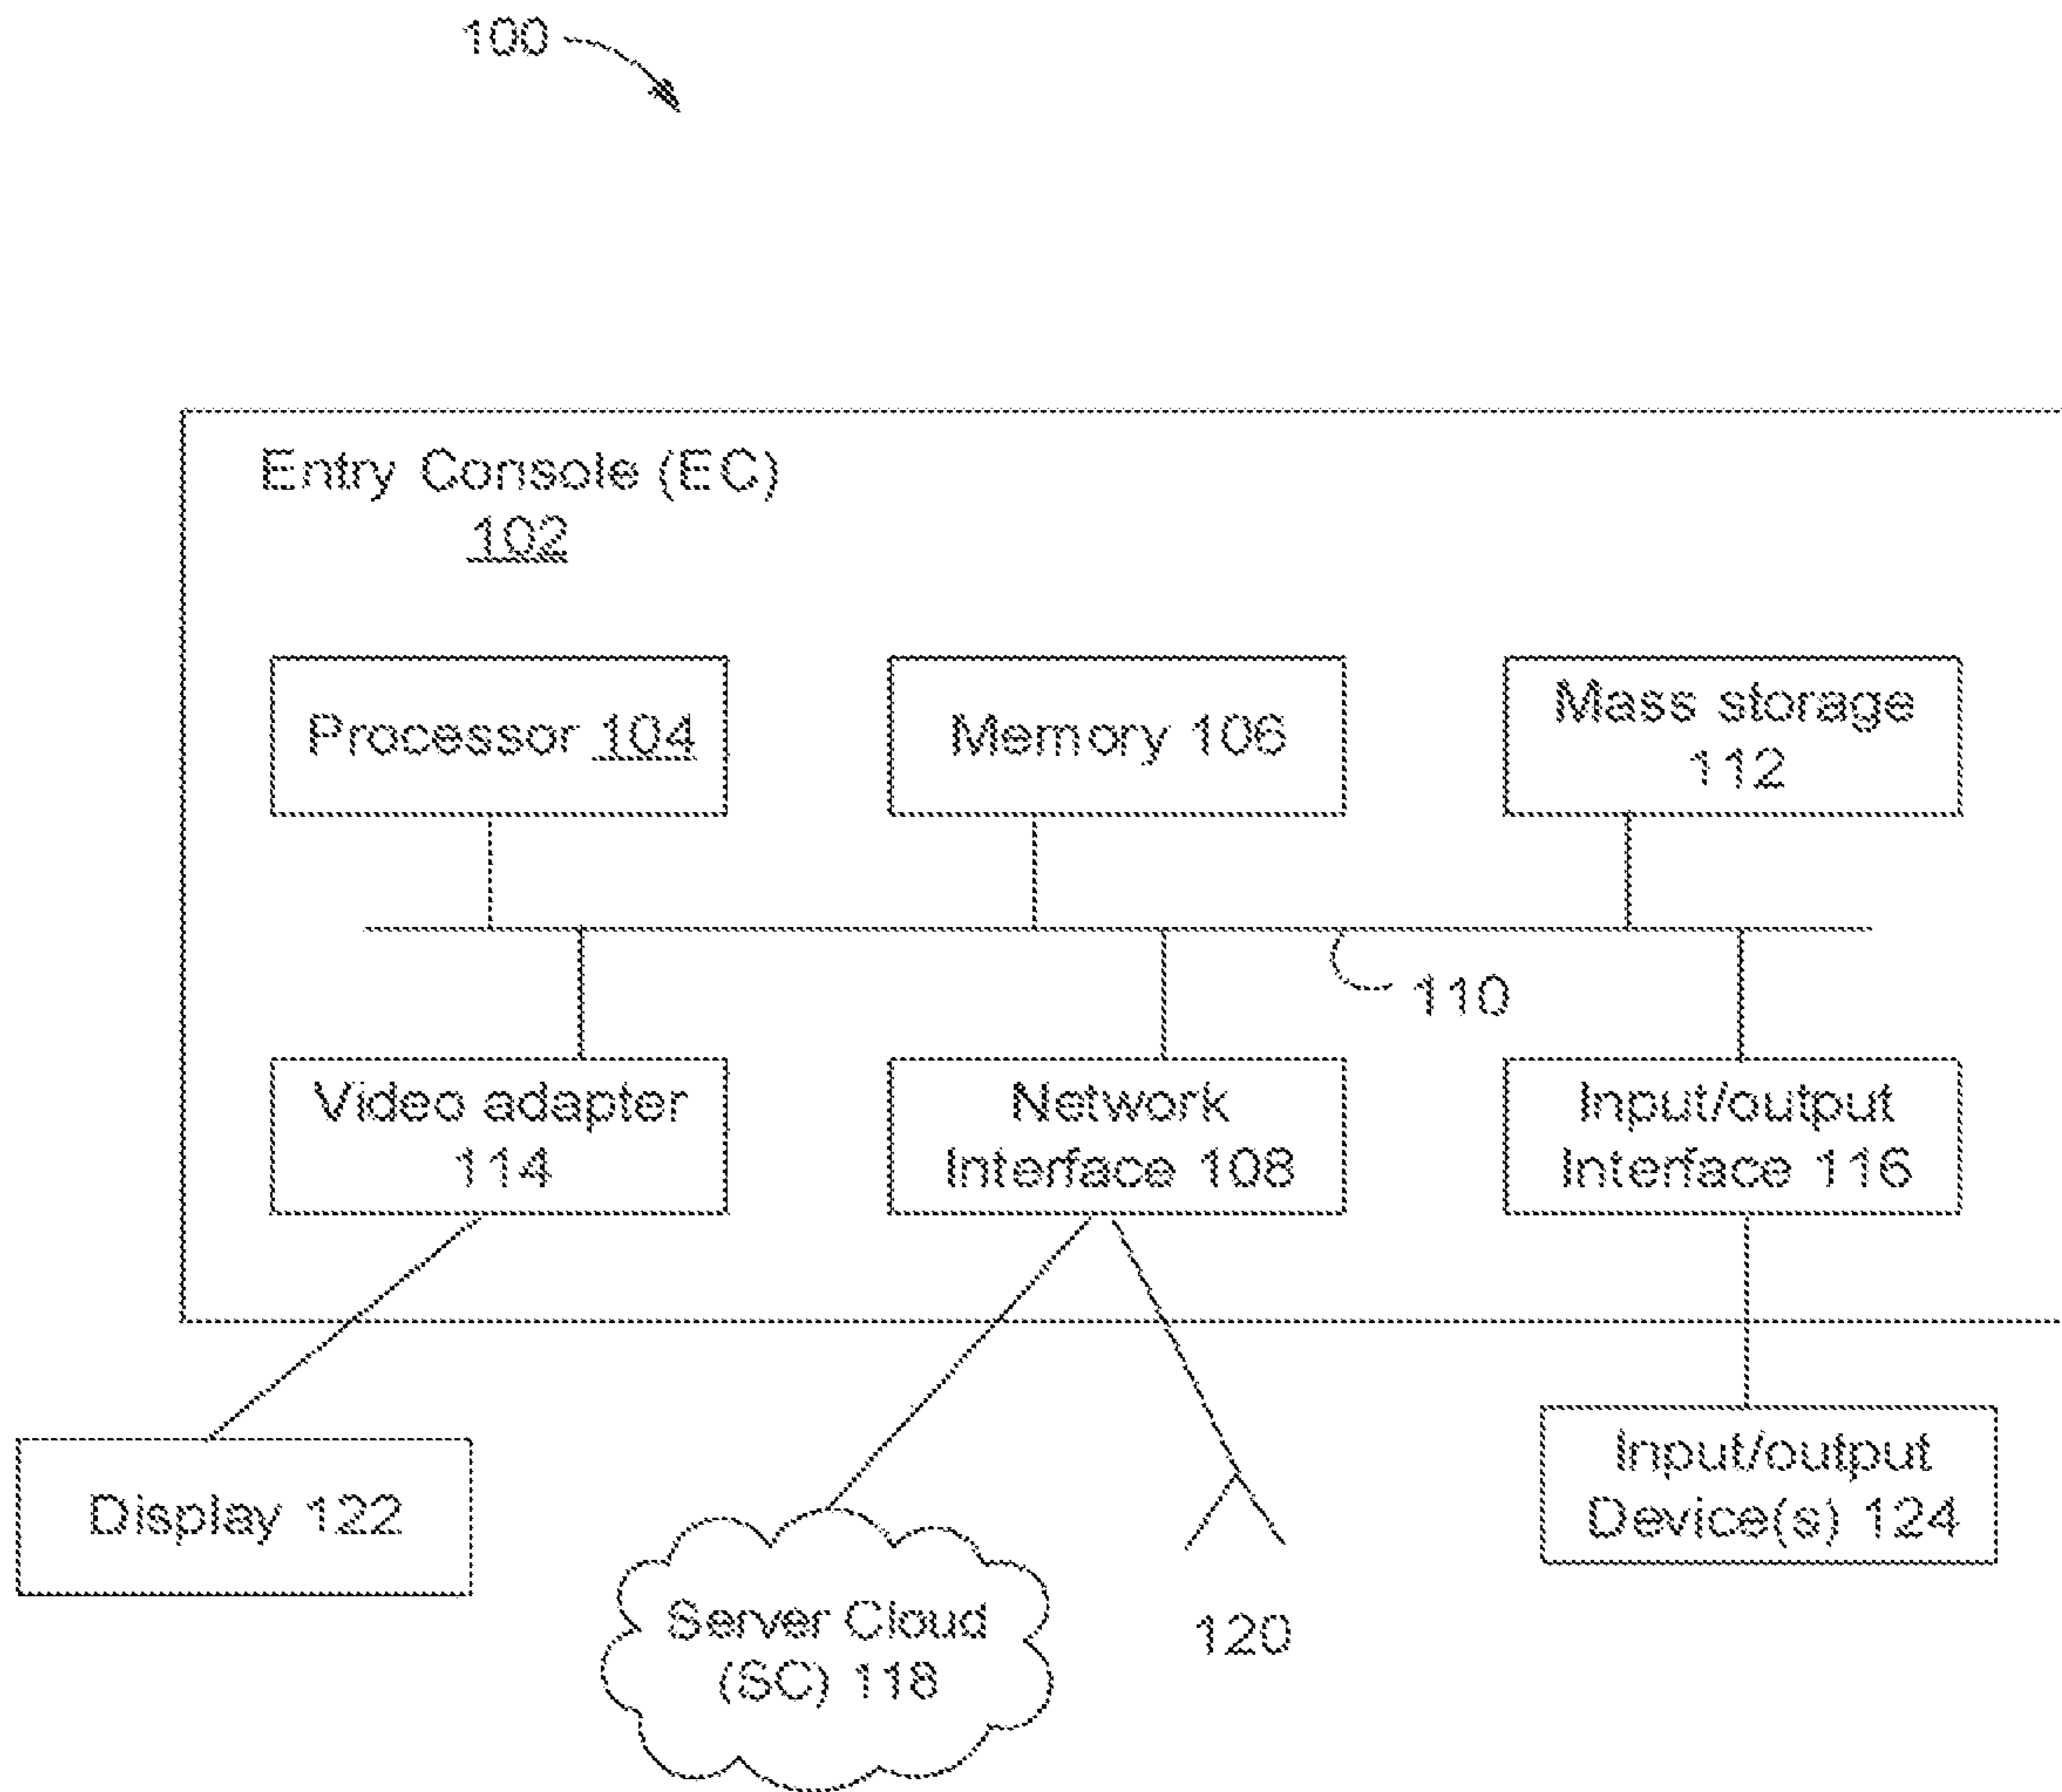 100
Entry Console (EC)
102
Processor 104
Memory 106
Mass storage
112
110
Video adapter
114
Network
Interface 108
Input/output
Interface 116
Display 122
Server Cloud
(SC) 118
120
Input/output
Device(s) 124